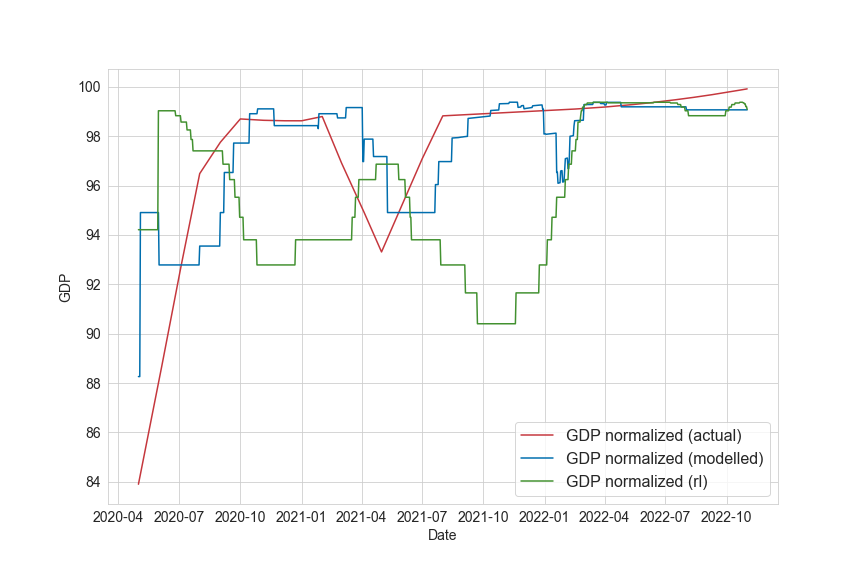 100
98
96
94
92
90
88
86
84
GDP
GDP normalized (actual)
GDP normalized (modelled)
GDP normalized (rl)
2020-04 2020-07 2020-10 2021-01 2021-04 2021-07 2021-10 2022-01 2022-04 2022-07 2022-10
Date